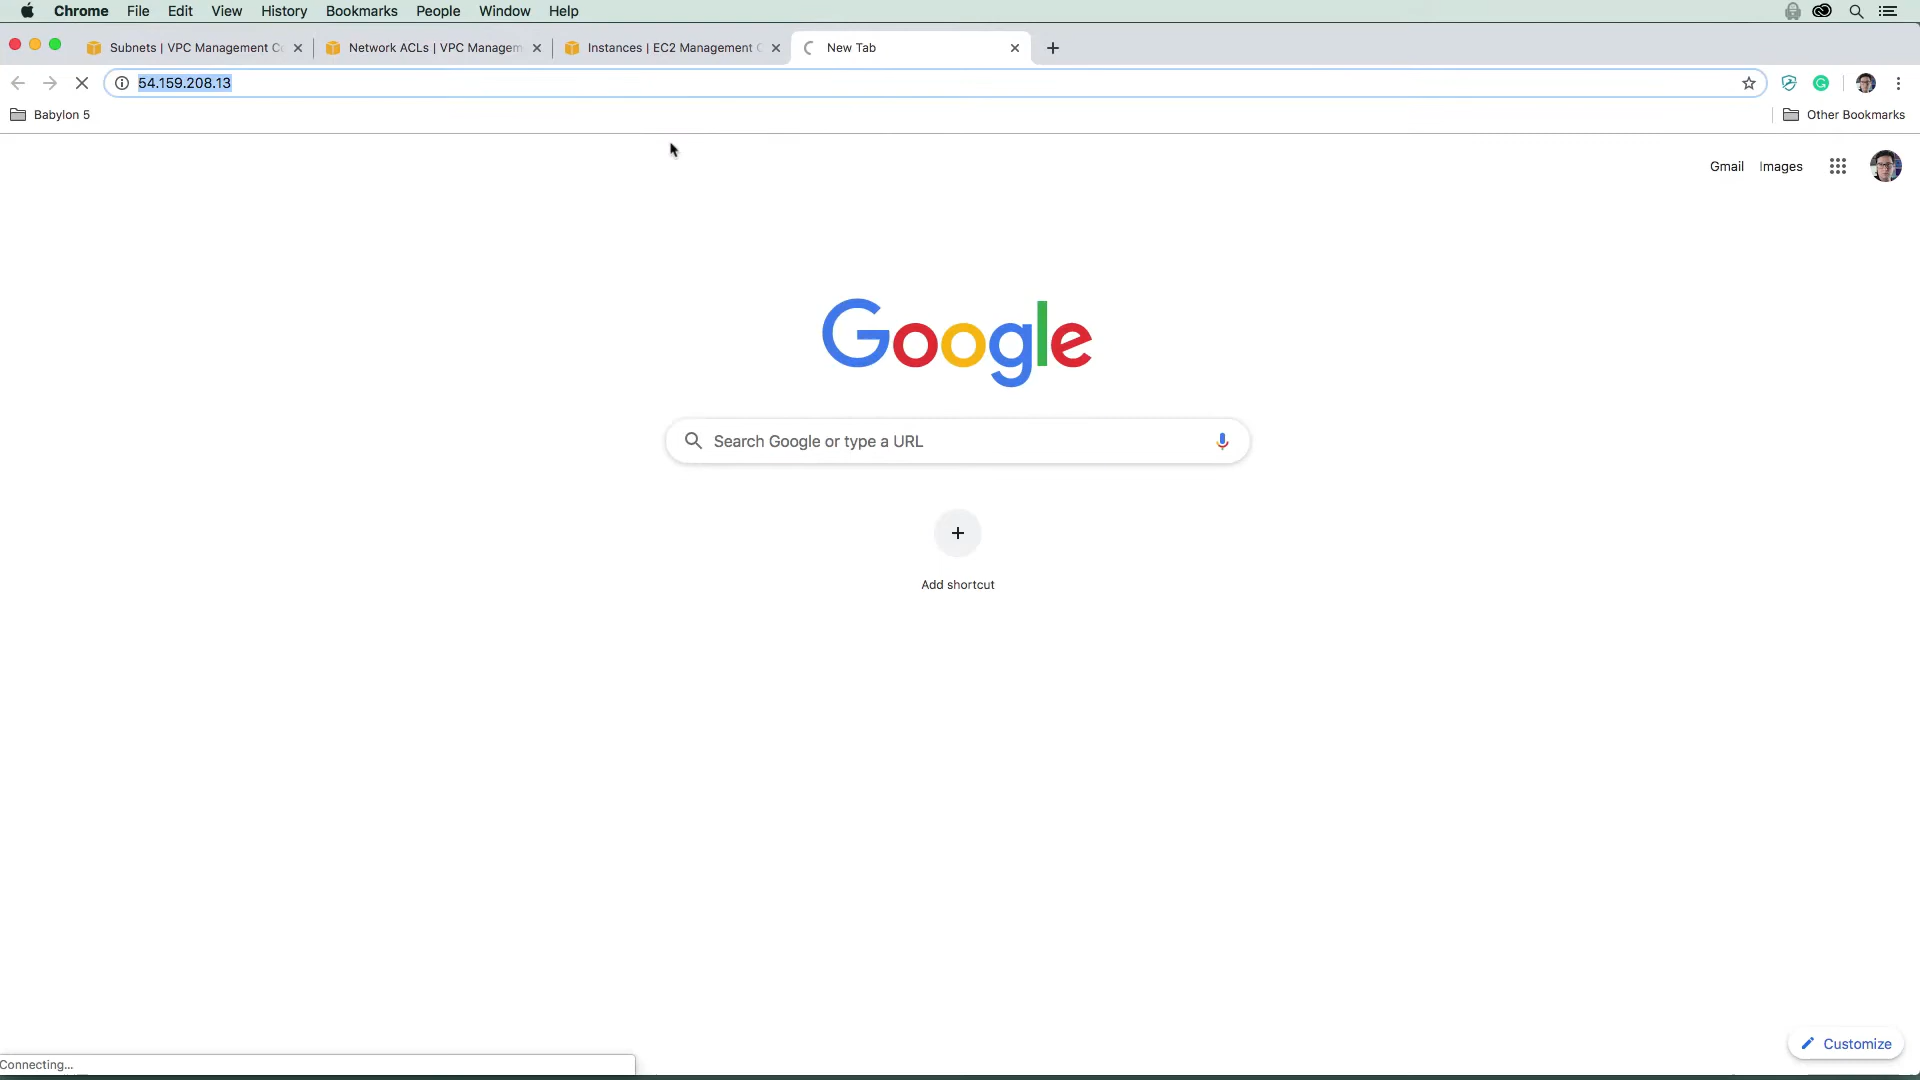 Chrome File Edit View History Bookmarks People Window Help
Subnets | VPC Management Co Network ACLs | VPC Managem Instances | EC2 Management C New Tab
54.159.208.13
Babylon 5 Other Bookmarks
Gmail Images
Google
Search Google or type a URL
Add shortcut
Customize
Connecting...